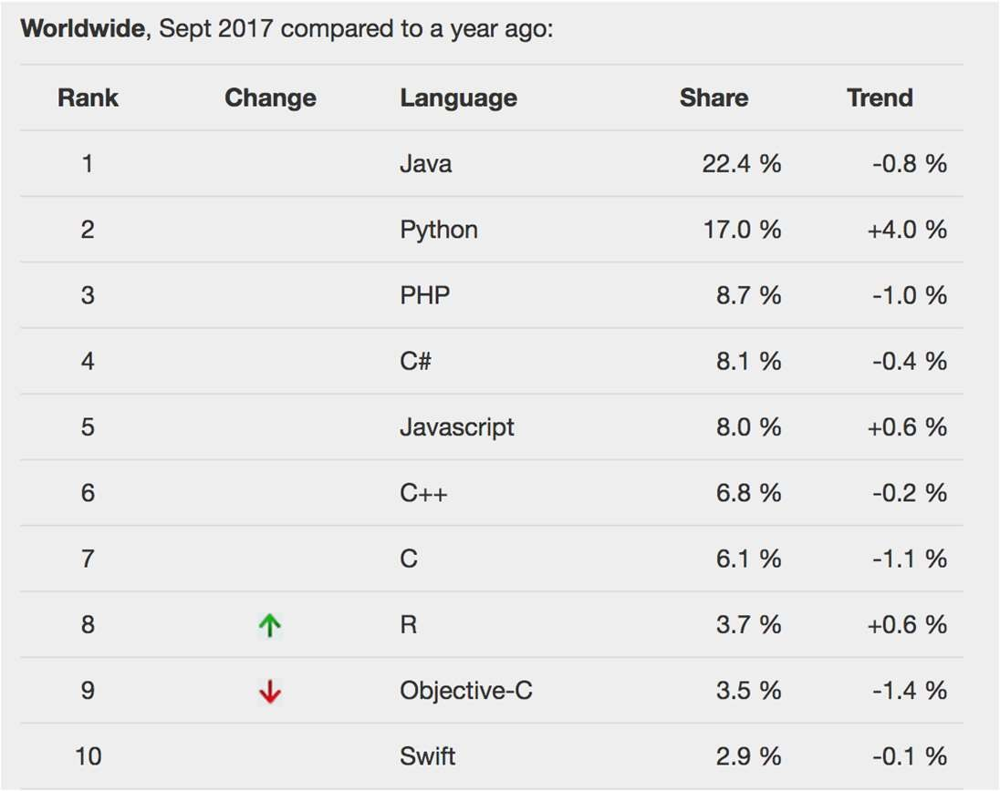 Worldwide, Sept 2017 compared to a year ago:
Rank Change Language Share Trend
1 Java 22.4 % -0.8 %
2 Python 17.0 % +4.0 %
3 PHP 8.7 % -1.0 %
4 C# 8.1 % -0.4 %
5 Javascript 8.0 % +0.6 %
6 C++ 6.8 % -0.2 %
7 C 6.1 % -1.1 %
8 R 3.7 % +0.6 %
9 Objective-C 3.5 % -1.4 %
10 Swift 2.9 % -0.1 %